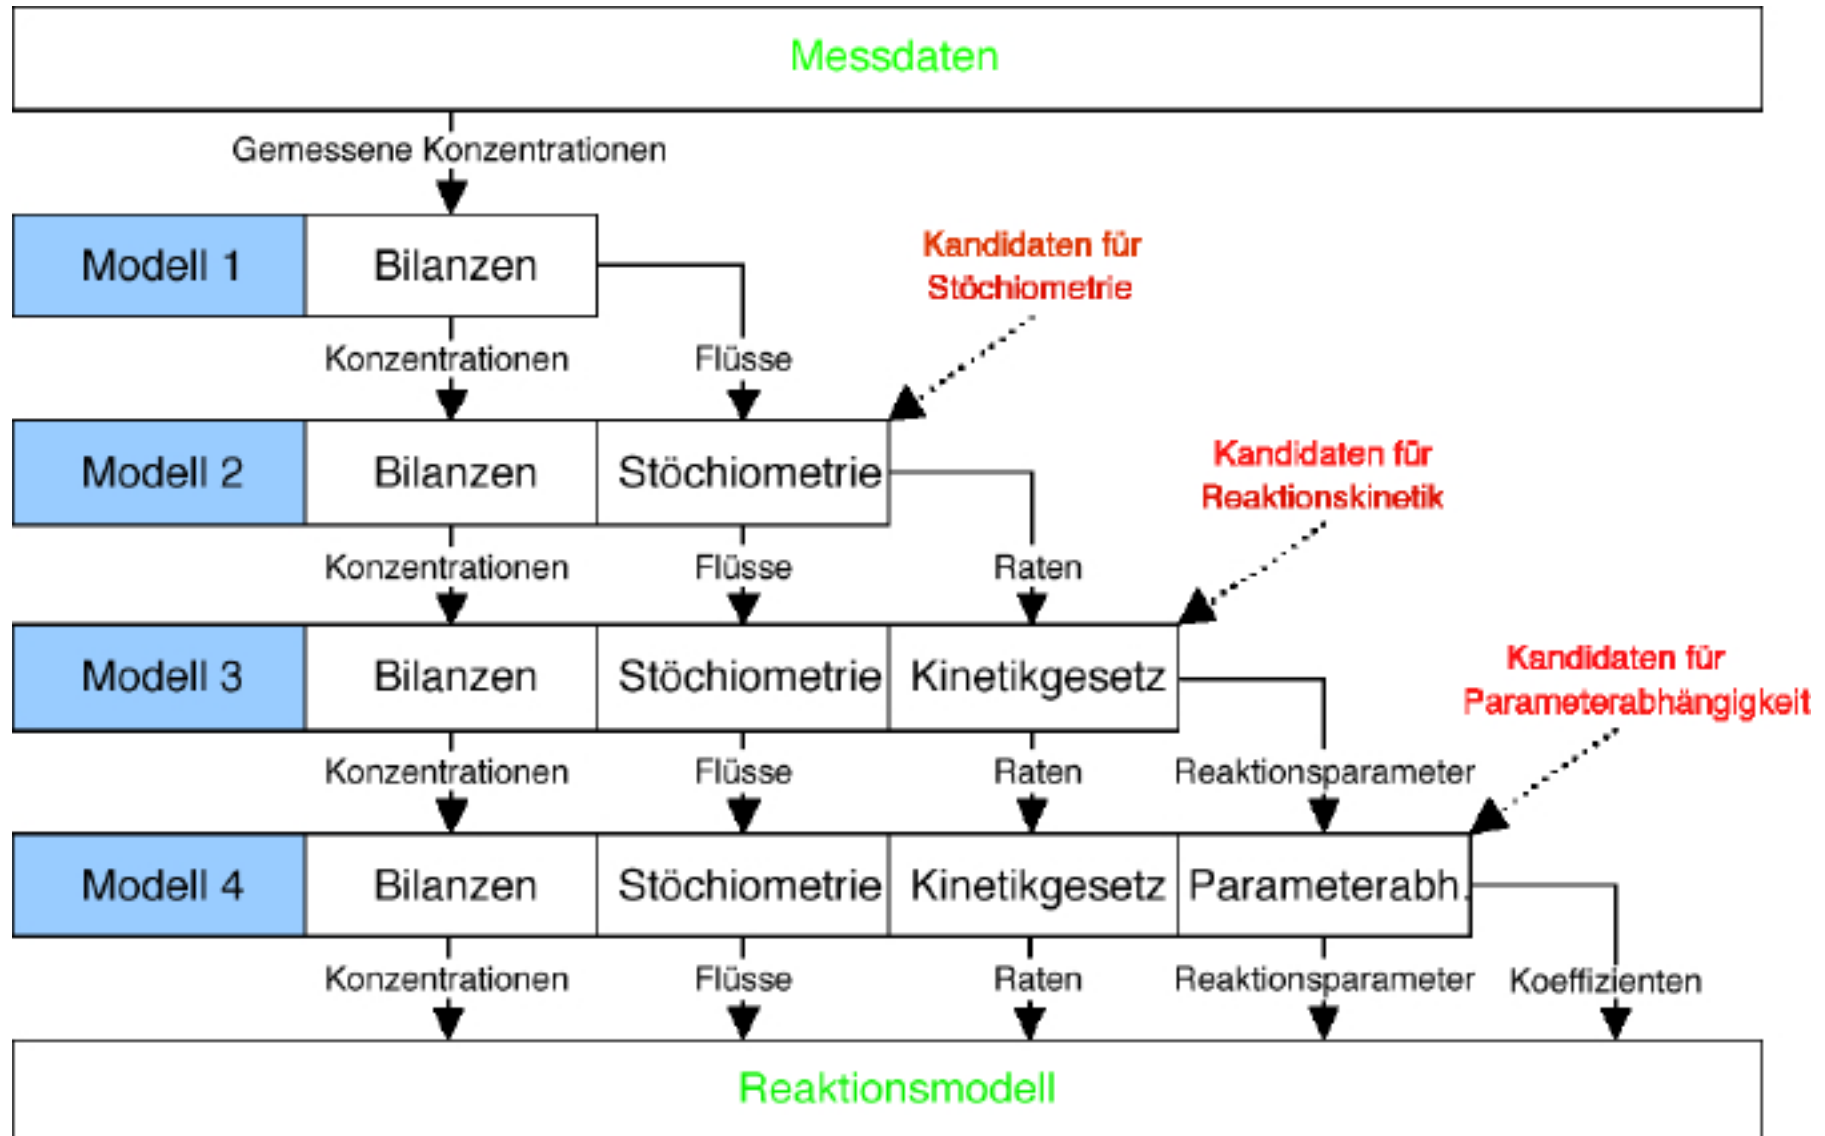 Messdaten
Gemessene Konzentrationen
Modell 1 Bilanzen
Kandidaten für
Stöchiometrie
Konzentrationen Flüsse
Modell 2 Bilanzen Stöchiometrie
Kandidaten für
Reaktionskinetik
Konzentrationen Flüsse Raten
Modell 3 Bilanzen Stöchiometrie Kinetikgesetz
Kandidaten für
Parameterabhängigkeit
Konzentrationen Flüsse Raten Reaktionsparameter
Modell 4 Bilanzen Stöchiometrie Kinetikgesetz Parameterabh.
Konzentrationen Flüsse Raten Reaktionsparameter Koeffizienten
Reaktionsmodell